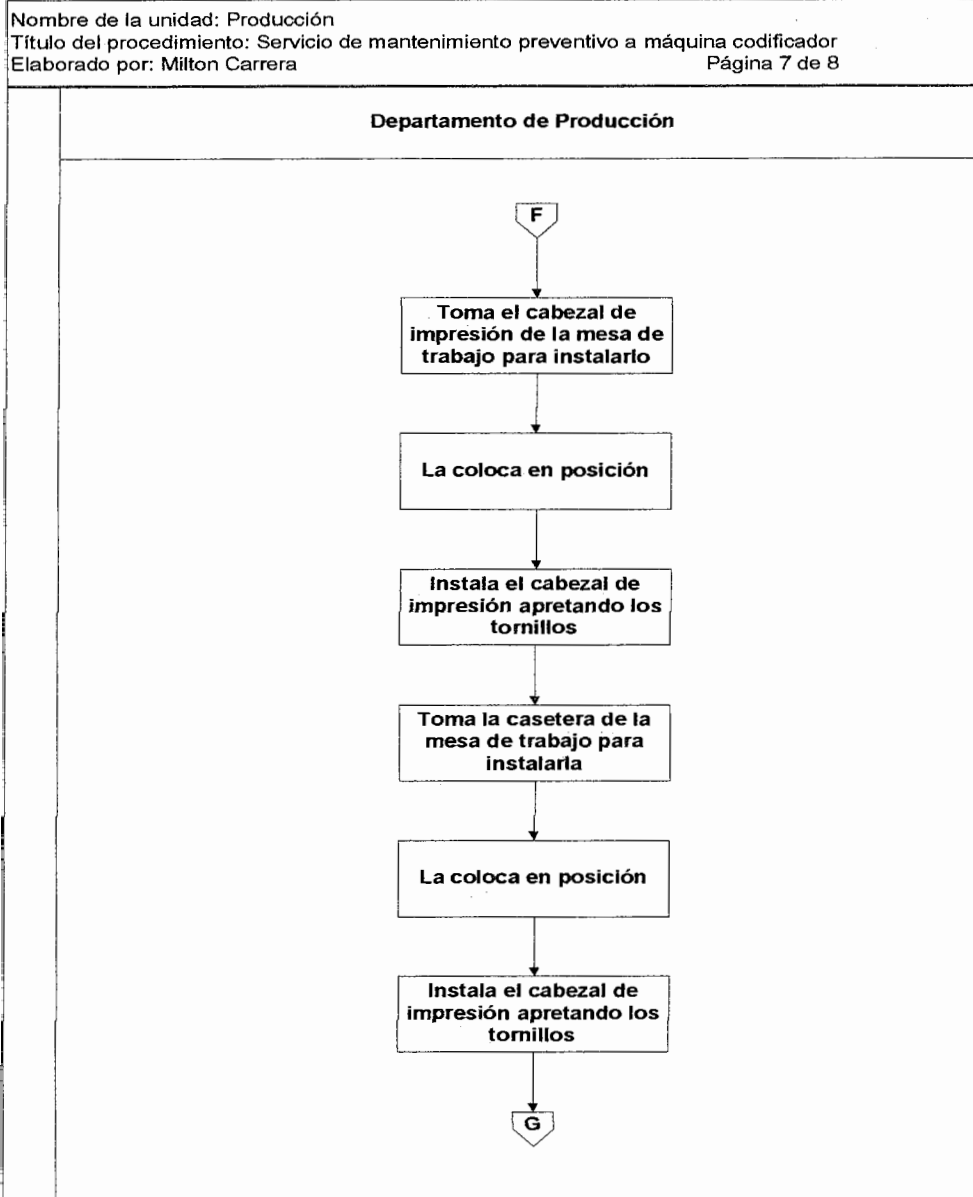 Nombre de la unidad: Producción
Título del procedimiento: Servicio de mantenimiento preventivo a máquina codificador
Elaborado por: Milton Carrera Página 7 de 8
Departamento de Producción
F
Toma el cabezal de
impresión de la mesa de
trabajo para instalarlo
La coloca en posición
Instala el cabezal de
impresión apretando los
tornillos
Toma la casetera de la
mesa de trabajo para
instalarla
La coloca en posición
Instala el cabezal de
impresión apretando los
tornillos
G